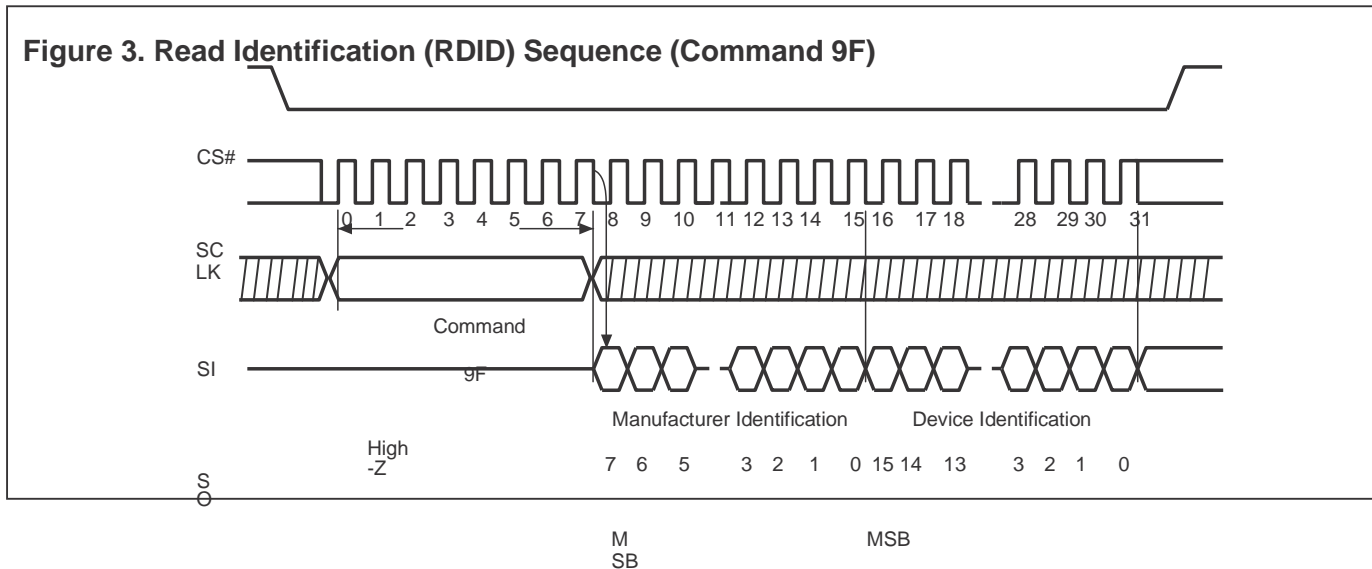 Figure 3. Read Identification (RDID) Sequence (Command 9F)
CS#
0 1 2 3 4 5 6 7 8 9 10 11 12 13 14 15 16 17 18 28 29 30 31
SC
LK
Command
SI
9F
Manufacturer Identification Device Identification
High
-Z
7 6 5 3 2 1 0 15 14 13 3 2 1 0
S
O
M
SB
MSB